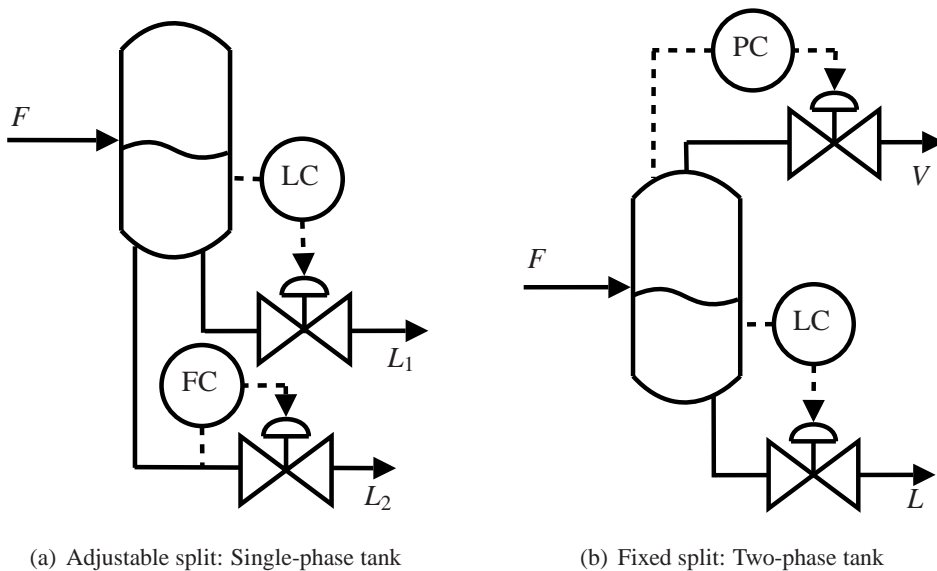 F
LC
L1
FC
L2
(a) Adjustable split: Single-phase tank
PC
V
F
LC
L
(b) Fixed split: Two-phase tank